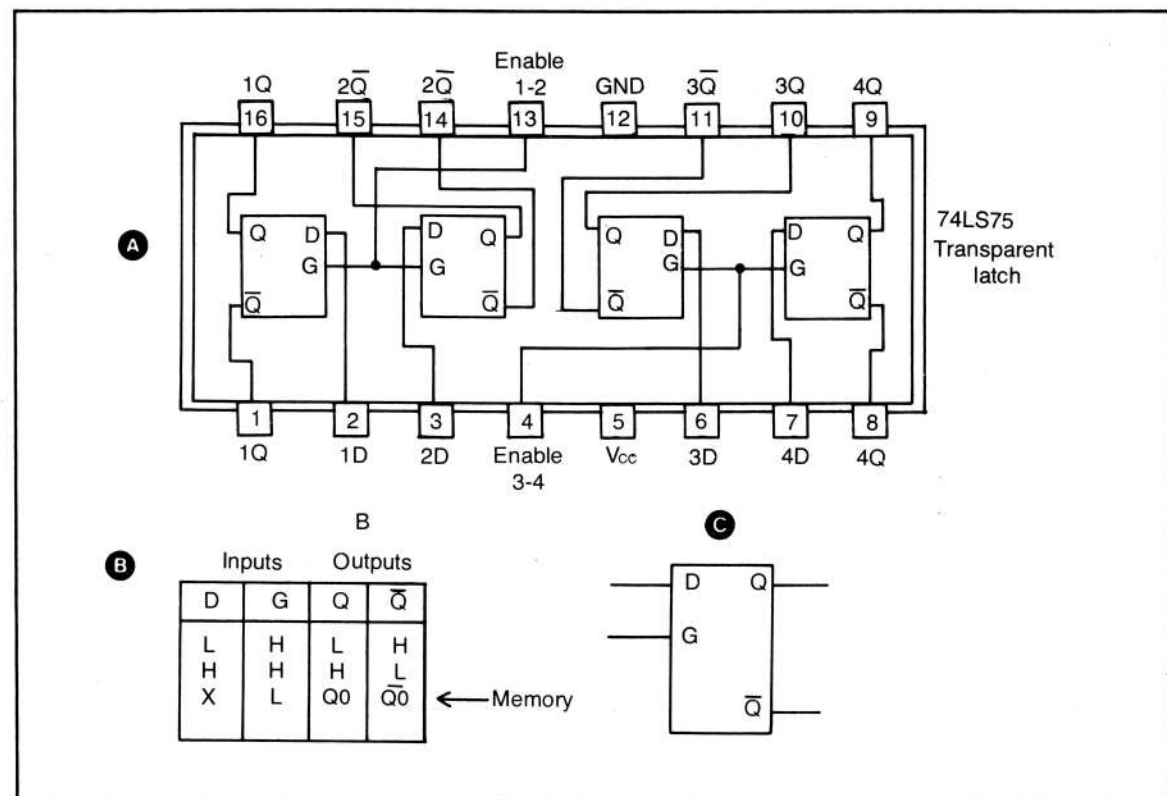 Enable
1Q 2Q̅ 2Q̅ 1-2 GND 3Q̅ 3Q 4Q
16 15 14 13 12 11 10 9
A
Q D D Q Q D D Q
G G G G
Q̅ Q̅ Q̅ Q̅
74LS75
Transparent
latch
1 2 3 4 5 6 7 8
1Q 1D 2D Enable Vcc 3D 4D 4Q
3-4
B
B
Inputs Outputs
D G Q Q̅
L H L H
H H H L
X L Q0 Q̅0 Memory
C
D Q
G
Q̅